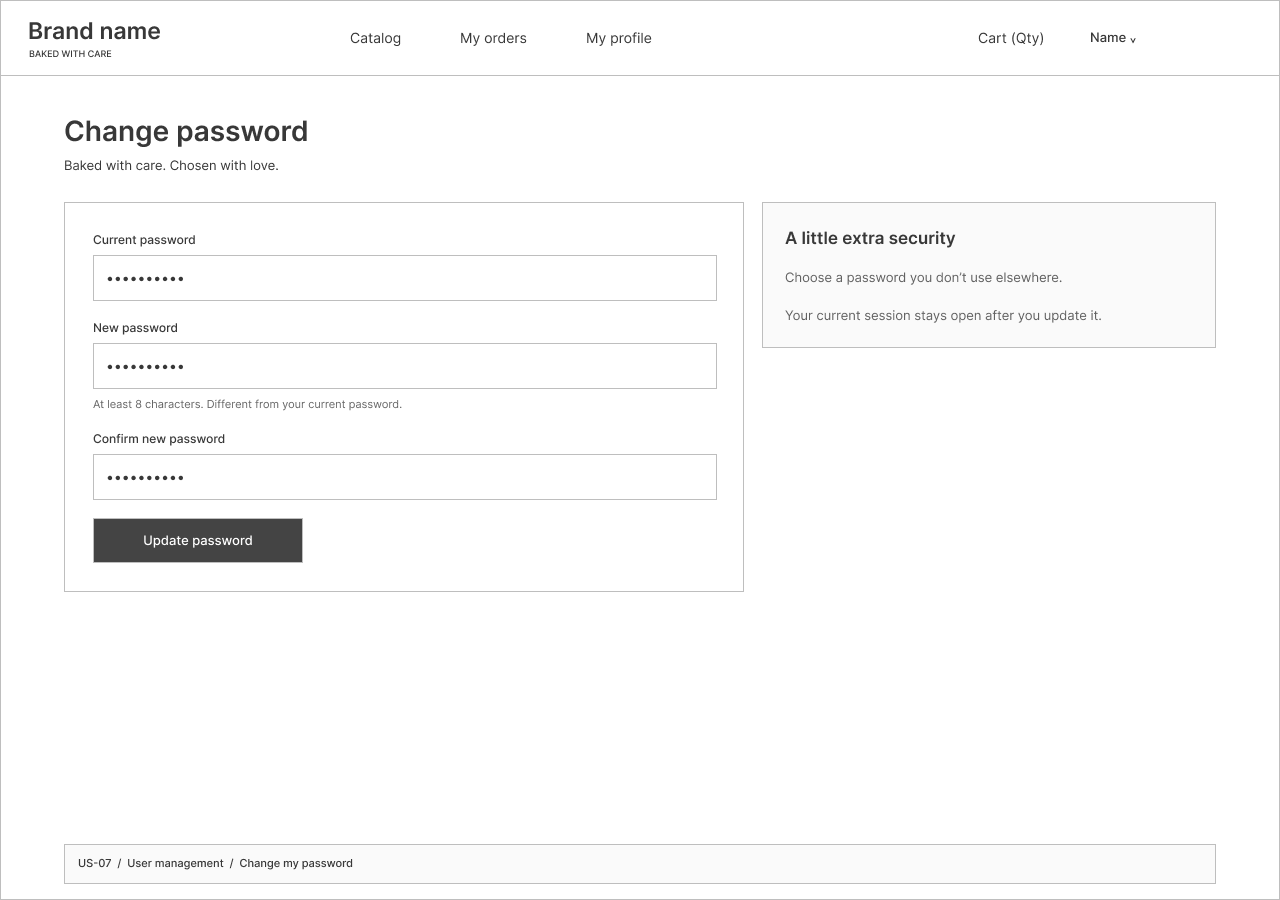 Brand name
BAKED WITH CARE
Catalog
My orders
My profile
Cart (Qty)
Name v
Change password
Baked with care. Chosen with love.
Current password
••••••••••
New password
••••••••••
At least 8 characters. Different from your current password.
Confirm new password
••••••••••
Update password
A little extra security
Choose a password you don’t use elsewhere.
Your current session stays open after you update it.
US-07 / User management / Change my password